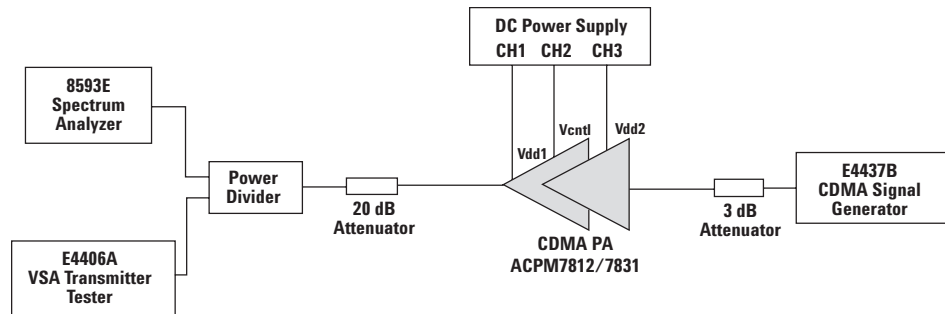 DC Power Supply
CH1 CH2 CH3
8593E
Spectrum
Analyzer
Vcntl
Vdd2
Vdd1
Power
Divider
E4437B
CDMA Signal
Generator
20 dB
Attenuator
3 dB
Attenuator
CDMA PA
ACPM7812/7831
E4406A
VSA Transmitter
Tester